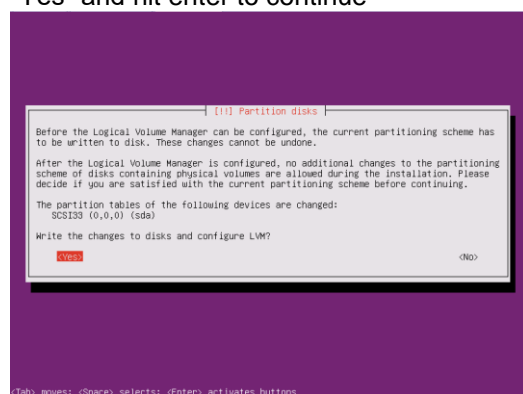 "Yes" and hit enter to continue
[!!] Partition disks
Before the Logical Volume Manager can be configured, the current partitioning scheme has
to be written to disk. These changes cannot be undone.
After the Logical Volume Manager is configured, no additional changes to the partitioning
scheme of disks containing physical volumes are allowed during the installation. Please
decide if you are satisfied with the current partitioning scheme before continuing.
The partition tables of the following devices are changed:
SCSI33 (0,0,0) (sda)
Write the changes to disks and configure LVM?
<Yes> <No>
<Tab> moves; <Space> selects; <Enter> activates buttons